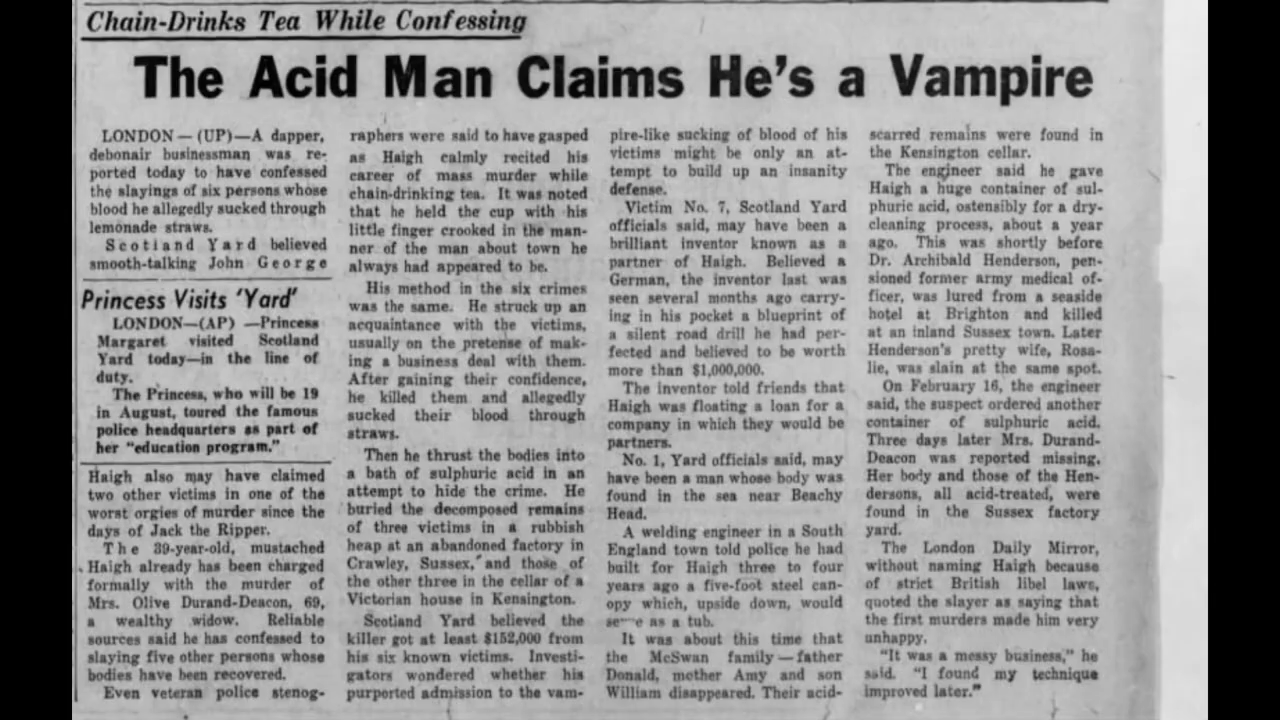 Chain-Drinks Tea While Confessing
The Acid Man Claims He's a Vampire
LONDON — (UP)—A dapper,
debonair businessman was re-
ported today to have confessed
the slayings of six persons whose
blood he allegedly sucked through
lemonade straws.
Scotland Yard believed
smooth-talking John George
Princess Visits 'Yard'
LONDON—(AP) —Princess
Margaret visited Scotland
Yard today—in the line of
duty.
The Princess, who will be 19
in August, toured the famous
police headquarters as part of
her "education program."
Haigh also may have claimed
two other victims in one of the
worst orgies of murder since the
days of Jack the Ripper.
The 39-year-old, mustached
Haigh already has been charged
formally with the murder of
Mrs. Olive Durand-Deacon, 69,
a wealthy widow. Reliable
sources said he has confessed to
slaying five other persons whose
bodies have been recovered.
Even veteran police stenog-
raphers were said to have gasped
as Haigh calmly recited his
career of mass murder while
chain-drinking tea. It was noted
that he held the cup with his
little finger crooked in the man-
ner of the man about town he
always had appeared to be.
His method in the six crimes
was the same. He struck up an
acquaintance with the victims,
usually on the pretense of mak-
ing a business deal with them.
After gaining their confidence,
he killed them and allegedly
sucked their blood through
straws.
Then he thrust the bodies into
a bath of sulphuric acid in an
attempt to hide the crime. He
buried the decomposed remains
of three victims in a rubbish
heap at an abandoned factory in
Crawley, Sussex, and those of
the other three in the cellar of a
Victorian house in Kensington.
Scotland Yard believed the
killer got at least $152,000 from
his six known victims. Investi-
gators wondered whether his
purported admission to the vam-
pire-like sucking of blood of his
victims might be only an at-
tempt to build up an insanity
defense.
Victim No. 7, Scotland Yard
officials said, may have been a
brilliant inventor known as a
partner of Haigh. Believed a
German, the inventor last was
seen several months ago carry-
ing in his pocket a blueprint of
a silent road drill he had per-
fected and believed to be worth
more than $1,000,000.
The inventor told friends that
Haigh was floating a loan for a
company in which they would be
partners.
No. 1, Yard officials said, may
have been a man whose body was
found in the sea near Beachy
Head.
A welding engineer in a South
England town told police he had
built for Haigh three to four
years ago a five-foot steel can-
opy which, upside down, would
as a tub.
It was about this time that
the McSwan family — father
Donald, mother Amy and son
William disappeared. Their acid-
scarred remains were found in
the Kensington cellar.
The engineer said he gave
Haigh a huge container of sul-
phuric acid, ostensibly for a dry-
cleaning process, about a year
ago. This was shortly before
Dr. Archibald Henderson, pen-
sioned former army medical of-
ficer, was lured from a seaside
hotel at Brighton and killed
at an inland Sussex town. Later
Henderson's pretty wife, Rosa-
lie, was slain at the same spot.
On February 16, the engineer
said, the suspect ordered another
container of sulphuric acid.
Three days later Mrs. Durand-
Deacon was reported missing.
Her body and those of the Hen-
dersons, all acid-treated, were
found in the Sussex factory
yard.
The London Daily Mirror,
without naming Haigh because
of strict British libel laws,
quoted the slayer as saying that
the first murders made him very
unhappy.
"It was a messy business," he
said. "I found my technique
improved later."